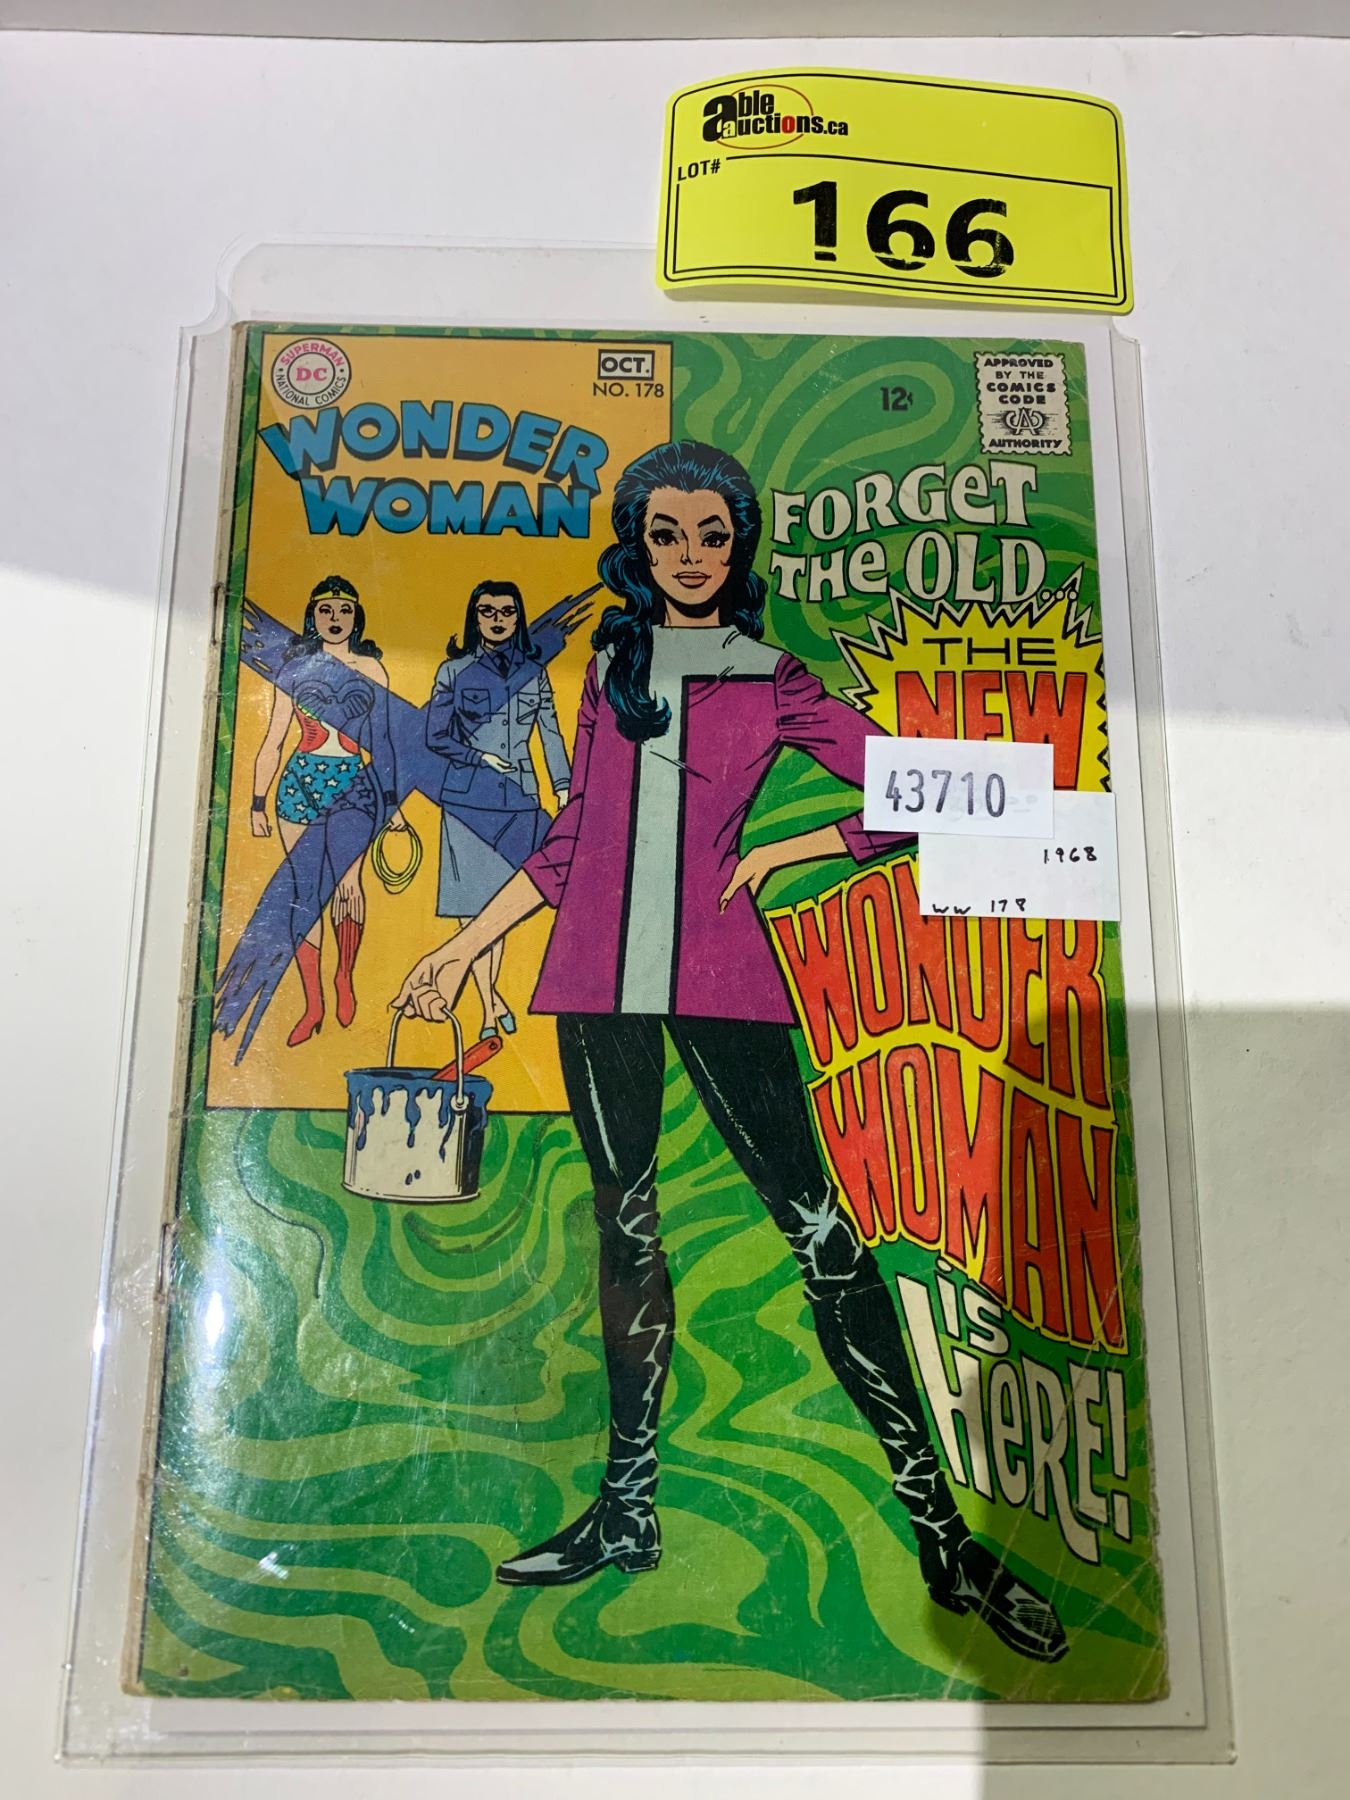 able
auctions.ca
LOT#
166
SUPERMAN
DC
NATIONAL COMICS
OCT.
NO. 178
12¢
APPROVED
BY THE
COMICS
CODE
CA
AUTHORITY
WONDER
WOMAN
FORGET
THE OLD...
THE
NEW
WONDER
WOMAN
iS
HeRE!
43710
1968
WW 178